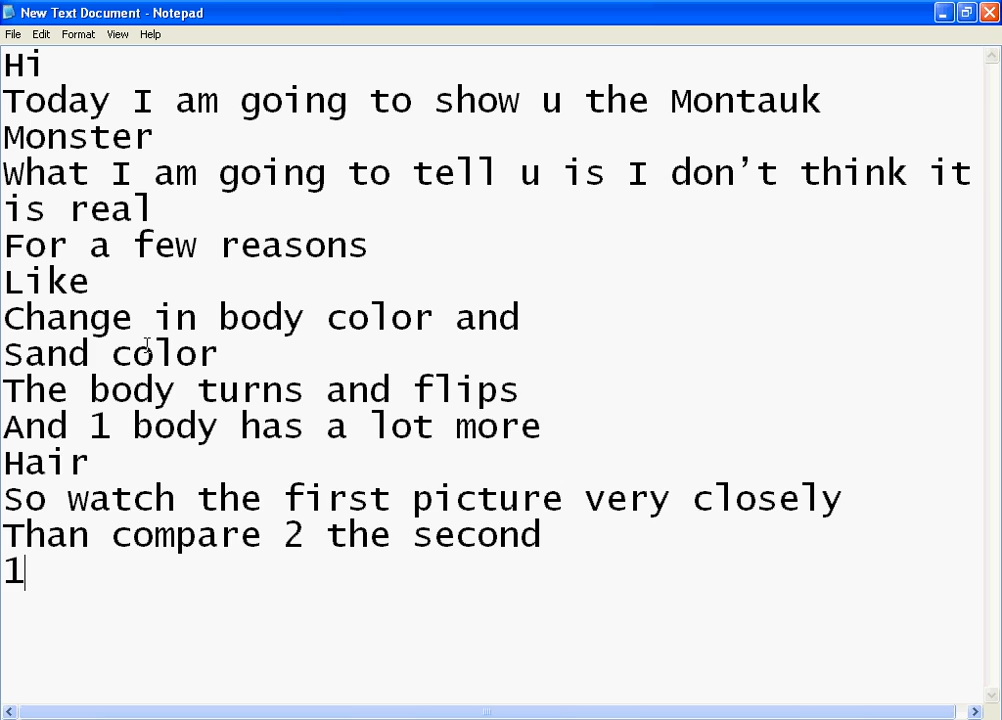 New Text Document - Notepad
File Edit Format View Help
Hi
Today I am going to show u the Montauk
Monster
What I am going to tell u is I don’t think it
is real
For a few reasons
Like
Change in body color and
Sand color
The body turns and flips
And 1 body has a lot more
Hair
So watch the first picture very closely
Than compare 2 the second
1